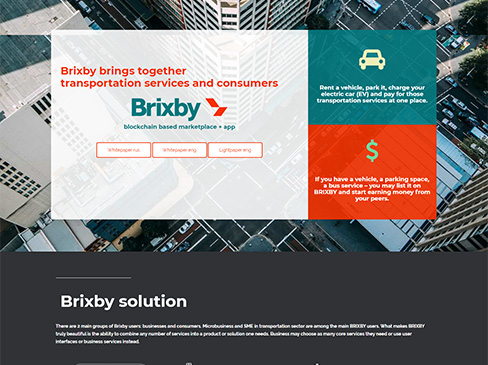 Brixby brings together
transportation services and consumers
Brixby
blockchain based marketplace + app
Whitepaper rus
Whitepaper eng
Lightpaper eng
Rent a vehicle, park it, charge your
electric car (EV) and pay for those
transportation services at one place.
$
If you have a vehicle, a parking space,
a bus service – you may list it on
BRIXBY and start earning money from
your peers.
Brixby solution
There are 2 main groups of Brixby users: businesses and consumers. Microbusiness and SME in transportation sector are among the main BRIXBY users. What makes BRIXBY
truly beautiful is the ability to combine any number of services into a product or solution one needs. Business may choose as many core services they need or use user
interfaces or business services instead.